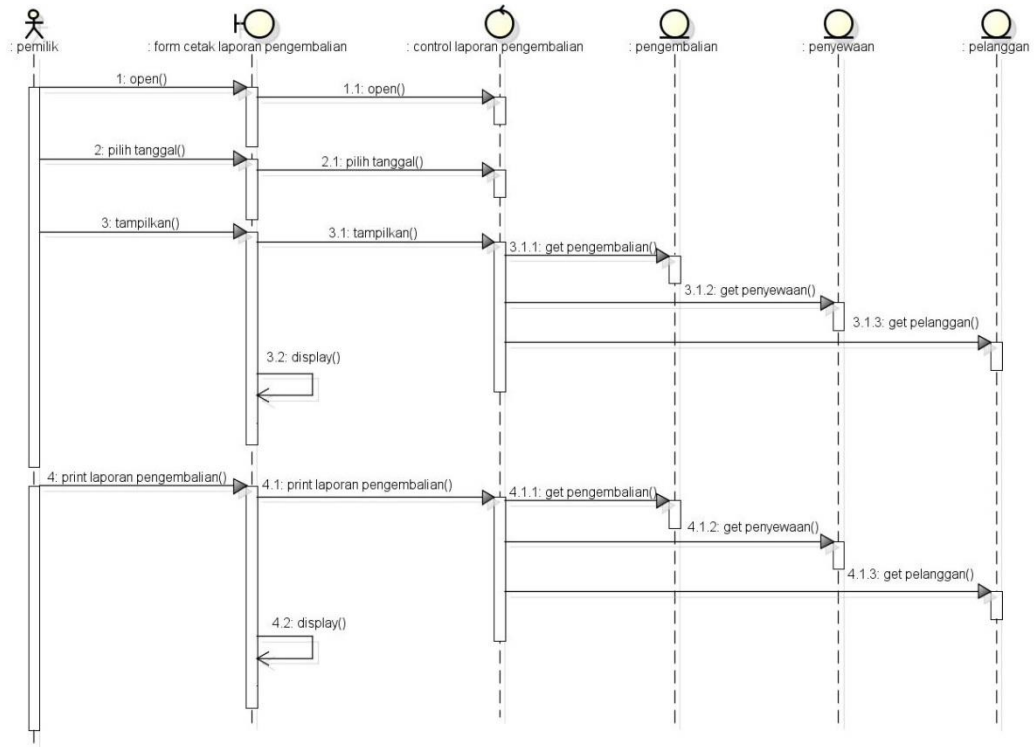 : pemilik
: form cetak laporan pengembalian
: control laporan pengembalian
: pengembalian
: penyewaan
: pelanggan
1: open()
1.1: open()
2: pilih tanggal()
2.1: pilih tanggal()
3: tampilkan()
3.1: tampilkan()
3.1.1: get pengembalian()
3.1.2: get penyewaan()
3.1.3: get pelanggan()
3.2: display()
4: print laporan pengembalian()
4.1: print laporan pengembalian()
4.1.1: get pengembalian()
4.1.2: get penyewaan()
4.1.3: get pelanggan()
4.2: display()